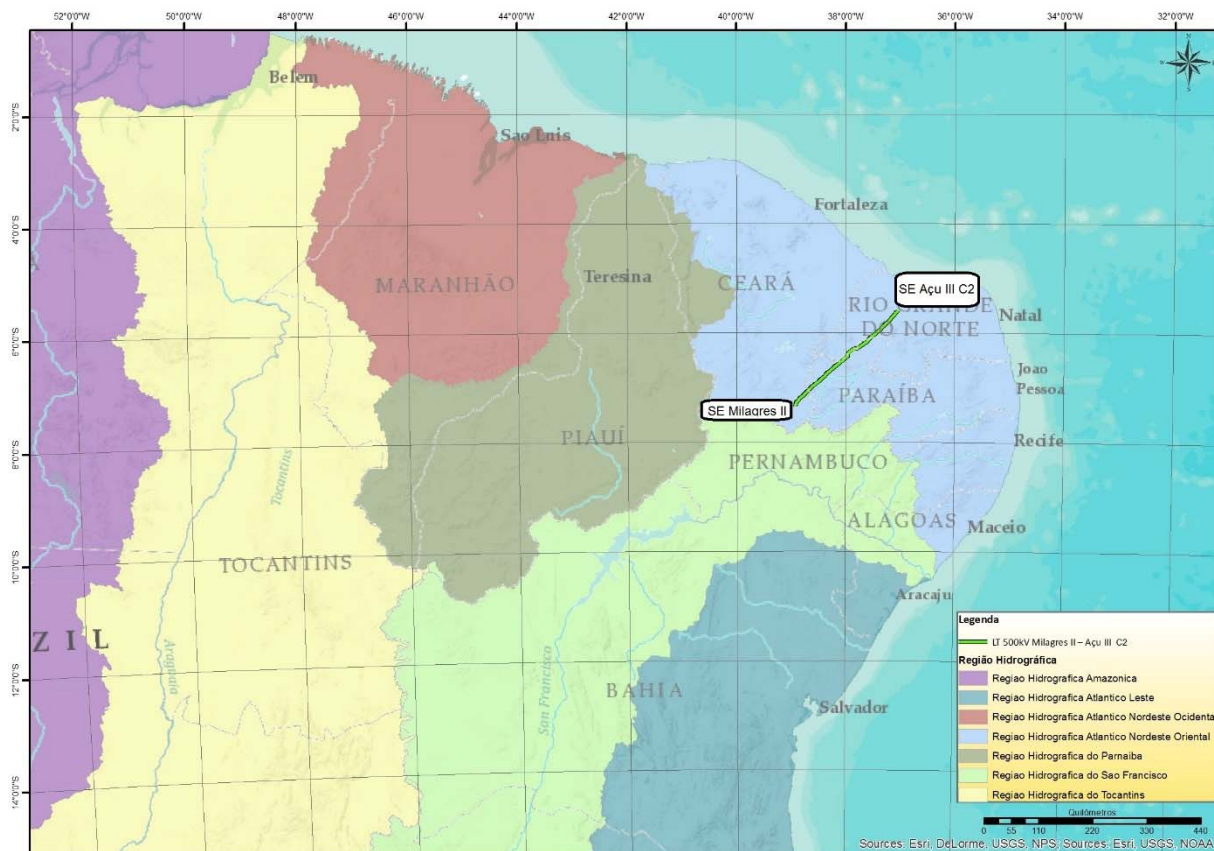 52°0'0"O 50°0'0"O 48°0'0"O 46°0'0"O 44°0'0"O 42°0'0"O 40°0'0"O 38°0'0"O 36°0'0"O 34°0'0"O 32°0'0"O
2°0'0"S
4°0'0"S
6°0'0"S
8°0'0"S
10°0'0"S
12°0'0"S
14°0'0"S
Belem
Sao Luis
Fortaleza
Teresina
MARANHÃO
CEARÁ
SE Açu III C2
RIO GRANDE
DO NORTE
Natal
Joao
Pessoa
PARAÍBA
SE Milagres II
PIAUÍ
Recife
PERNAMBUCO
Tocantins
ALAGOAS
Maceio
TOCANTINS
Aracaju
ZIL
Araguaia
San Francisco
BAHIA
Salvador
Legenda
LT 500kV Milagres II – Açu III C2
Região Hidrográfica
Regiao Hidrografica Amazonica
Regiao Hidrografica Atlantico Leste
Regiao Hidrografica Atlantico Nordeste Ocidental
Regiao Hidrografica Atlantico Nordeste Oriental
Regiao Hidrografica do Parnaiba
Regiao Hidrografica do Sao Francisco
Regiao Hidrografica do Tocantins
Quilômetros
0 55 110 220 330 440
Sources: Esri, DeLorme, USGS, NPS; Sources: Esri, USGS, NOAA